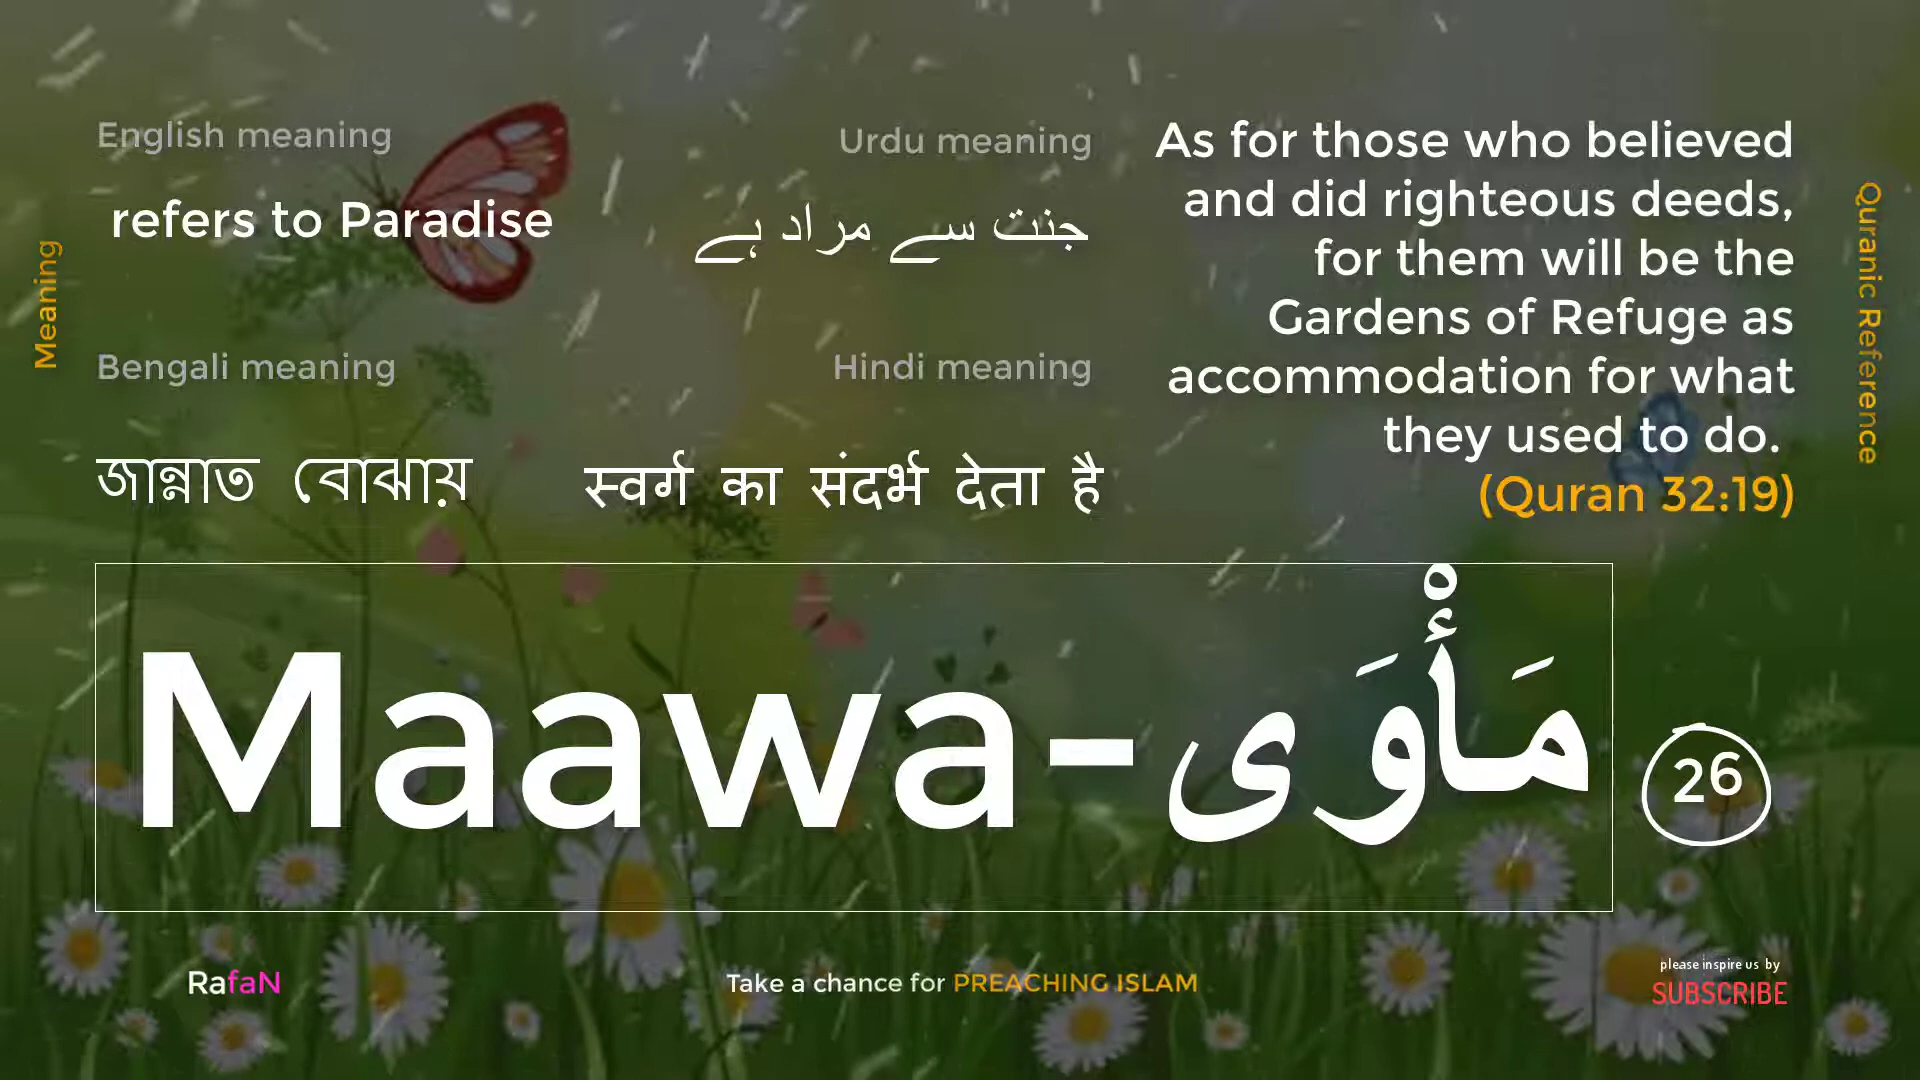 Meaning
English meaning
refers to Paradise
Urdu meaning
جنت سے مراد ہے
Bengali meaning
জান্নাত বোঝায়
Hindi meaning
स्वर्ग का संदर्भ देता है
As for those who believed
and did righteous deeds,
for them will be the
Gardens of Refuge as
accommodation for what
they used to do.
(Quran 32:19)
Quranic Reference
Maawa-مَأْوَى
26
RafaN
Take a chance for PREACHING ISLAM
please inspire us by
SUBSCRIBE